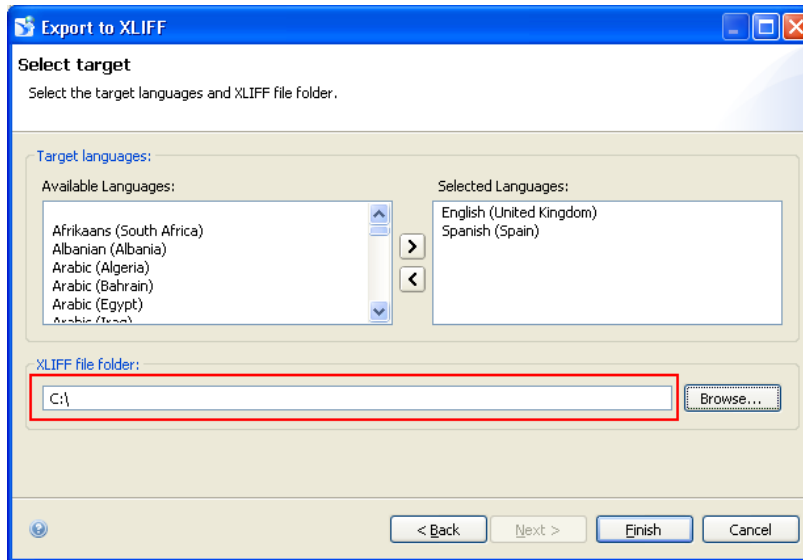 Export to XLIFF
Select target
Select the target languages and XLIFF file folder.
Target languages:
Available Languages:
Selected Languages:
Afrikaans (South Africa)
Albanian (Albania)
Arabic (Algeria)
Arabic (Bahrain)
Arabic (Egypt)
Arabic (Iraq)
English (United Kingdom)
Spanish (Spain)
>
<
XLIFF file folder:
C:\
Browse...
< Back
Next >
Finish
Cancel